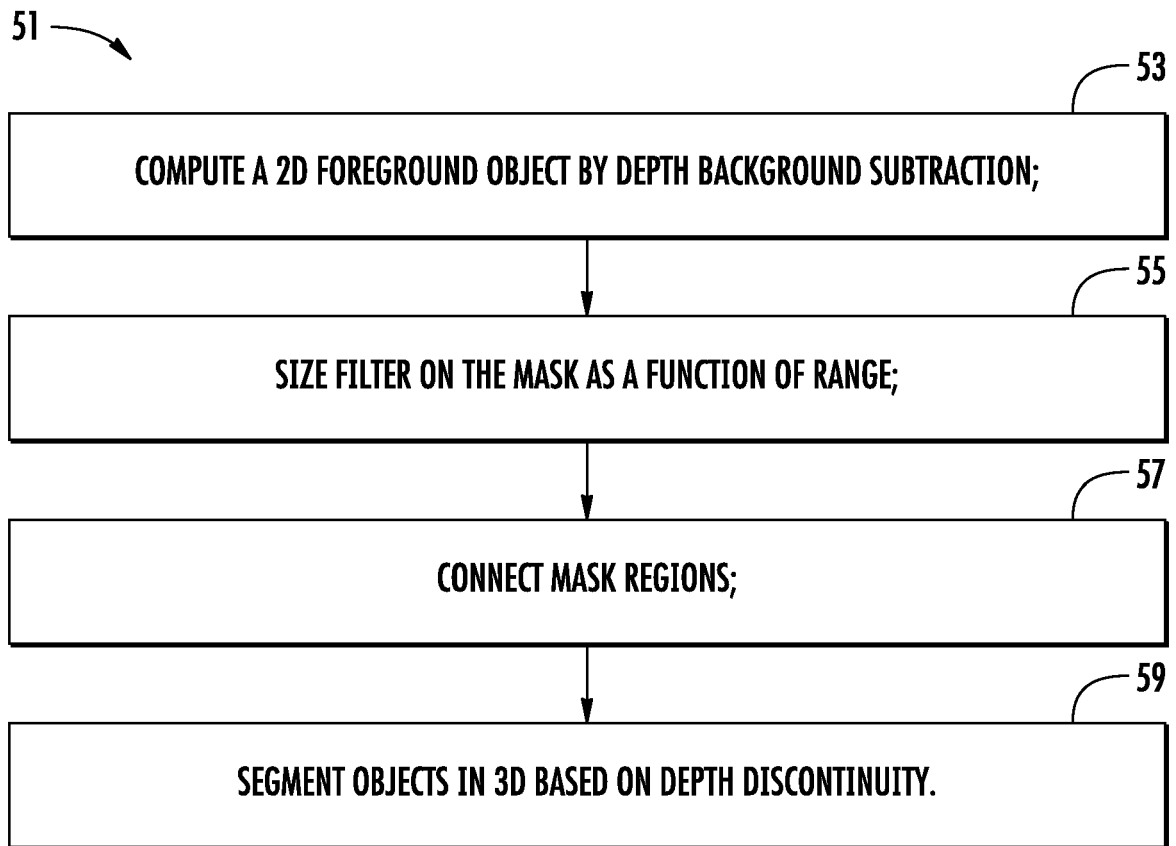 51
53
COMPUTE A 2D FOREGROUND OBJECT BY DEPTH BACKGROUND SUBTRACTION;
55
SIZE FILTER ON THE MASK AS A FUNCTION OF RANGE;
57
CONNECT MASK REGIONS;
59
SEGMENT OBJECTS IN 3D BASED ON DEPTH DISCONTINUITY.